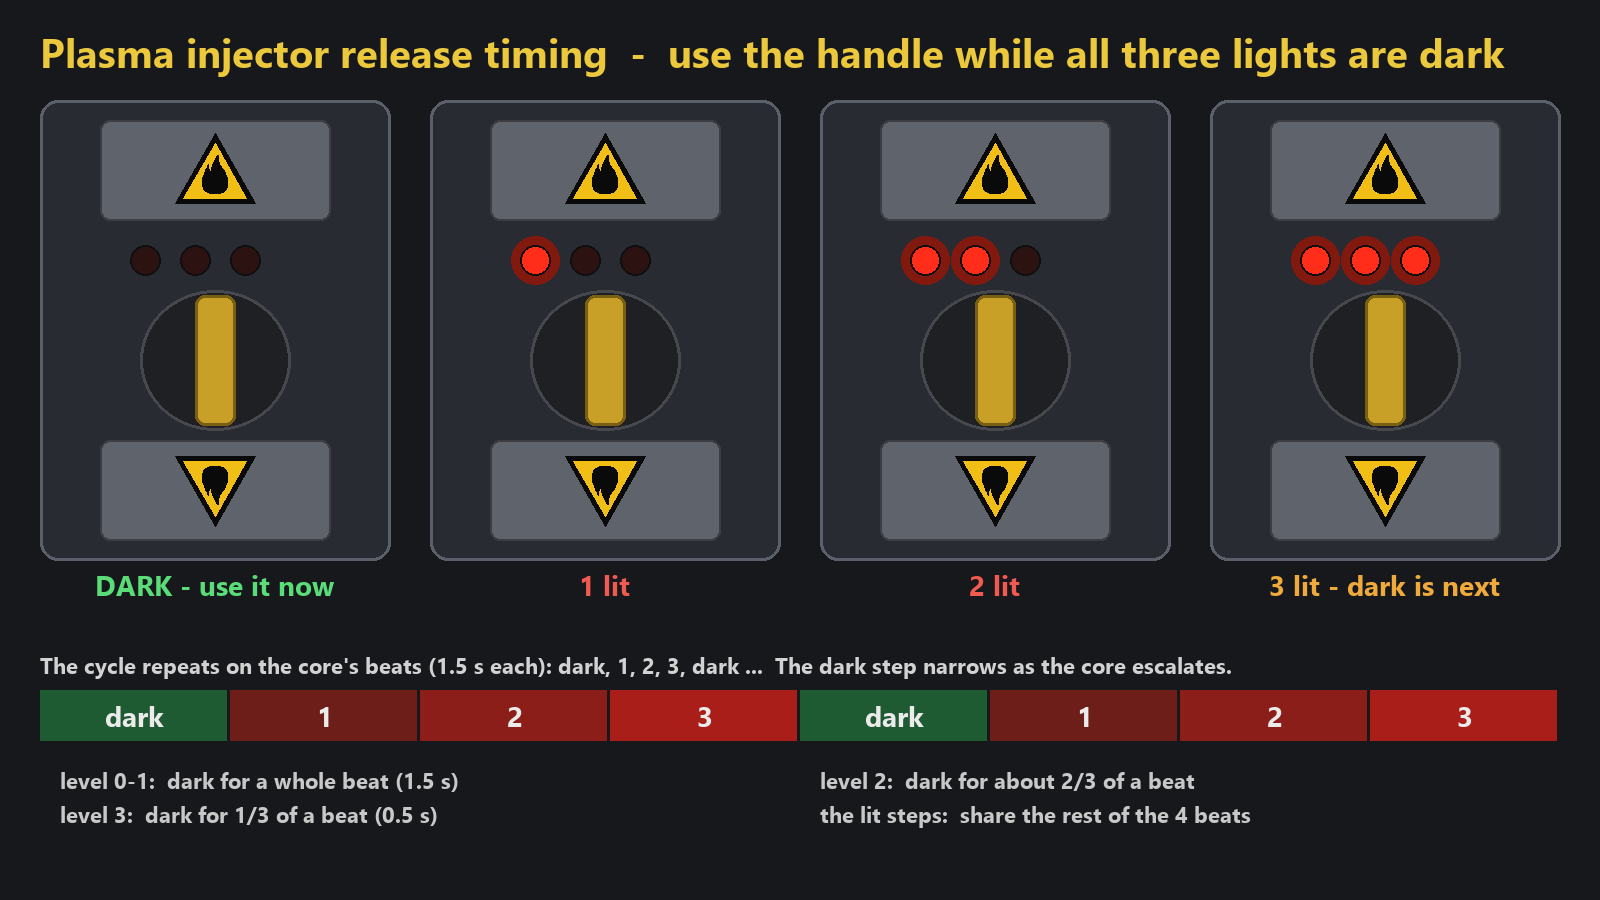 Plasma injector release timing - use the handle while all three lights are dark
DARK - use it now
1 lit
2 lit
3 lit - dark is next
The cycle repeats on the core's beats (1.5 s each): dark, 1, 2, 3, dark ... The dark step narrows as the core escalates.
dark 1 2 3 dark 1 2 3
level 0-1: dark for a whole beat (1.5 s)
level 2: dark for about 2/3 of a beat
level 3: dark for 1/3 of a beat (0.5 s)
the lit steps: share the rest of the 4 beats